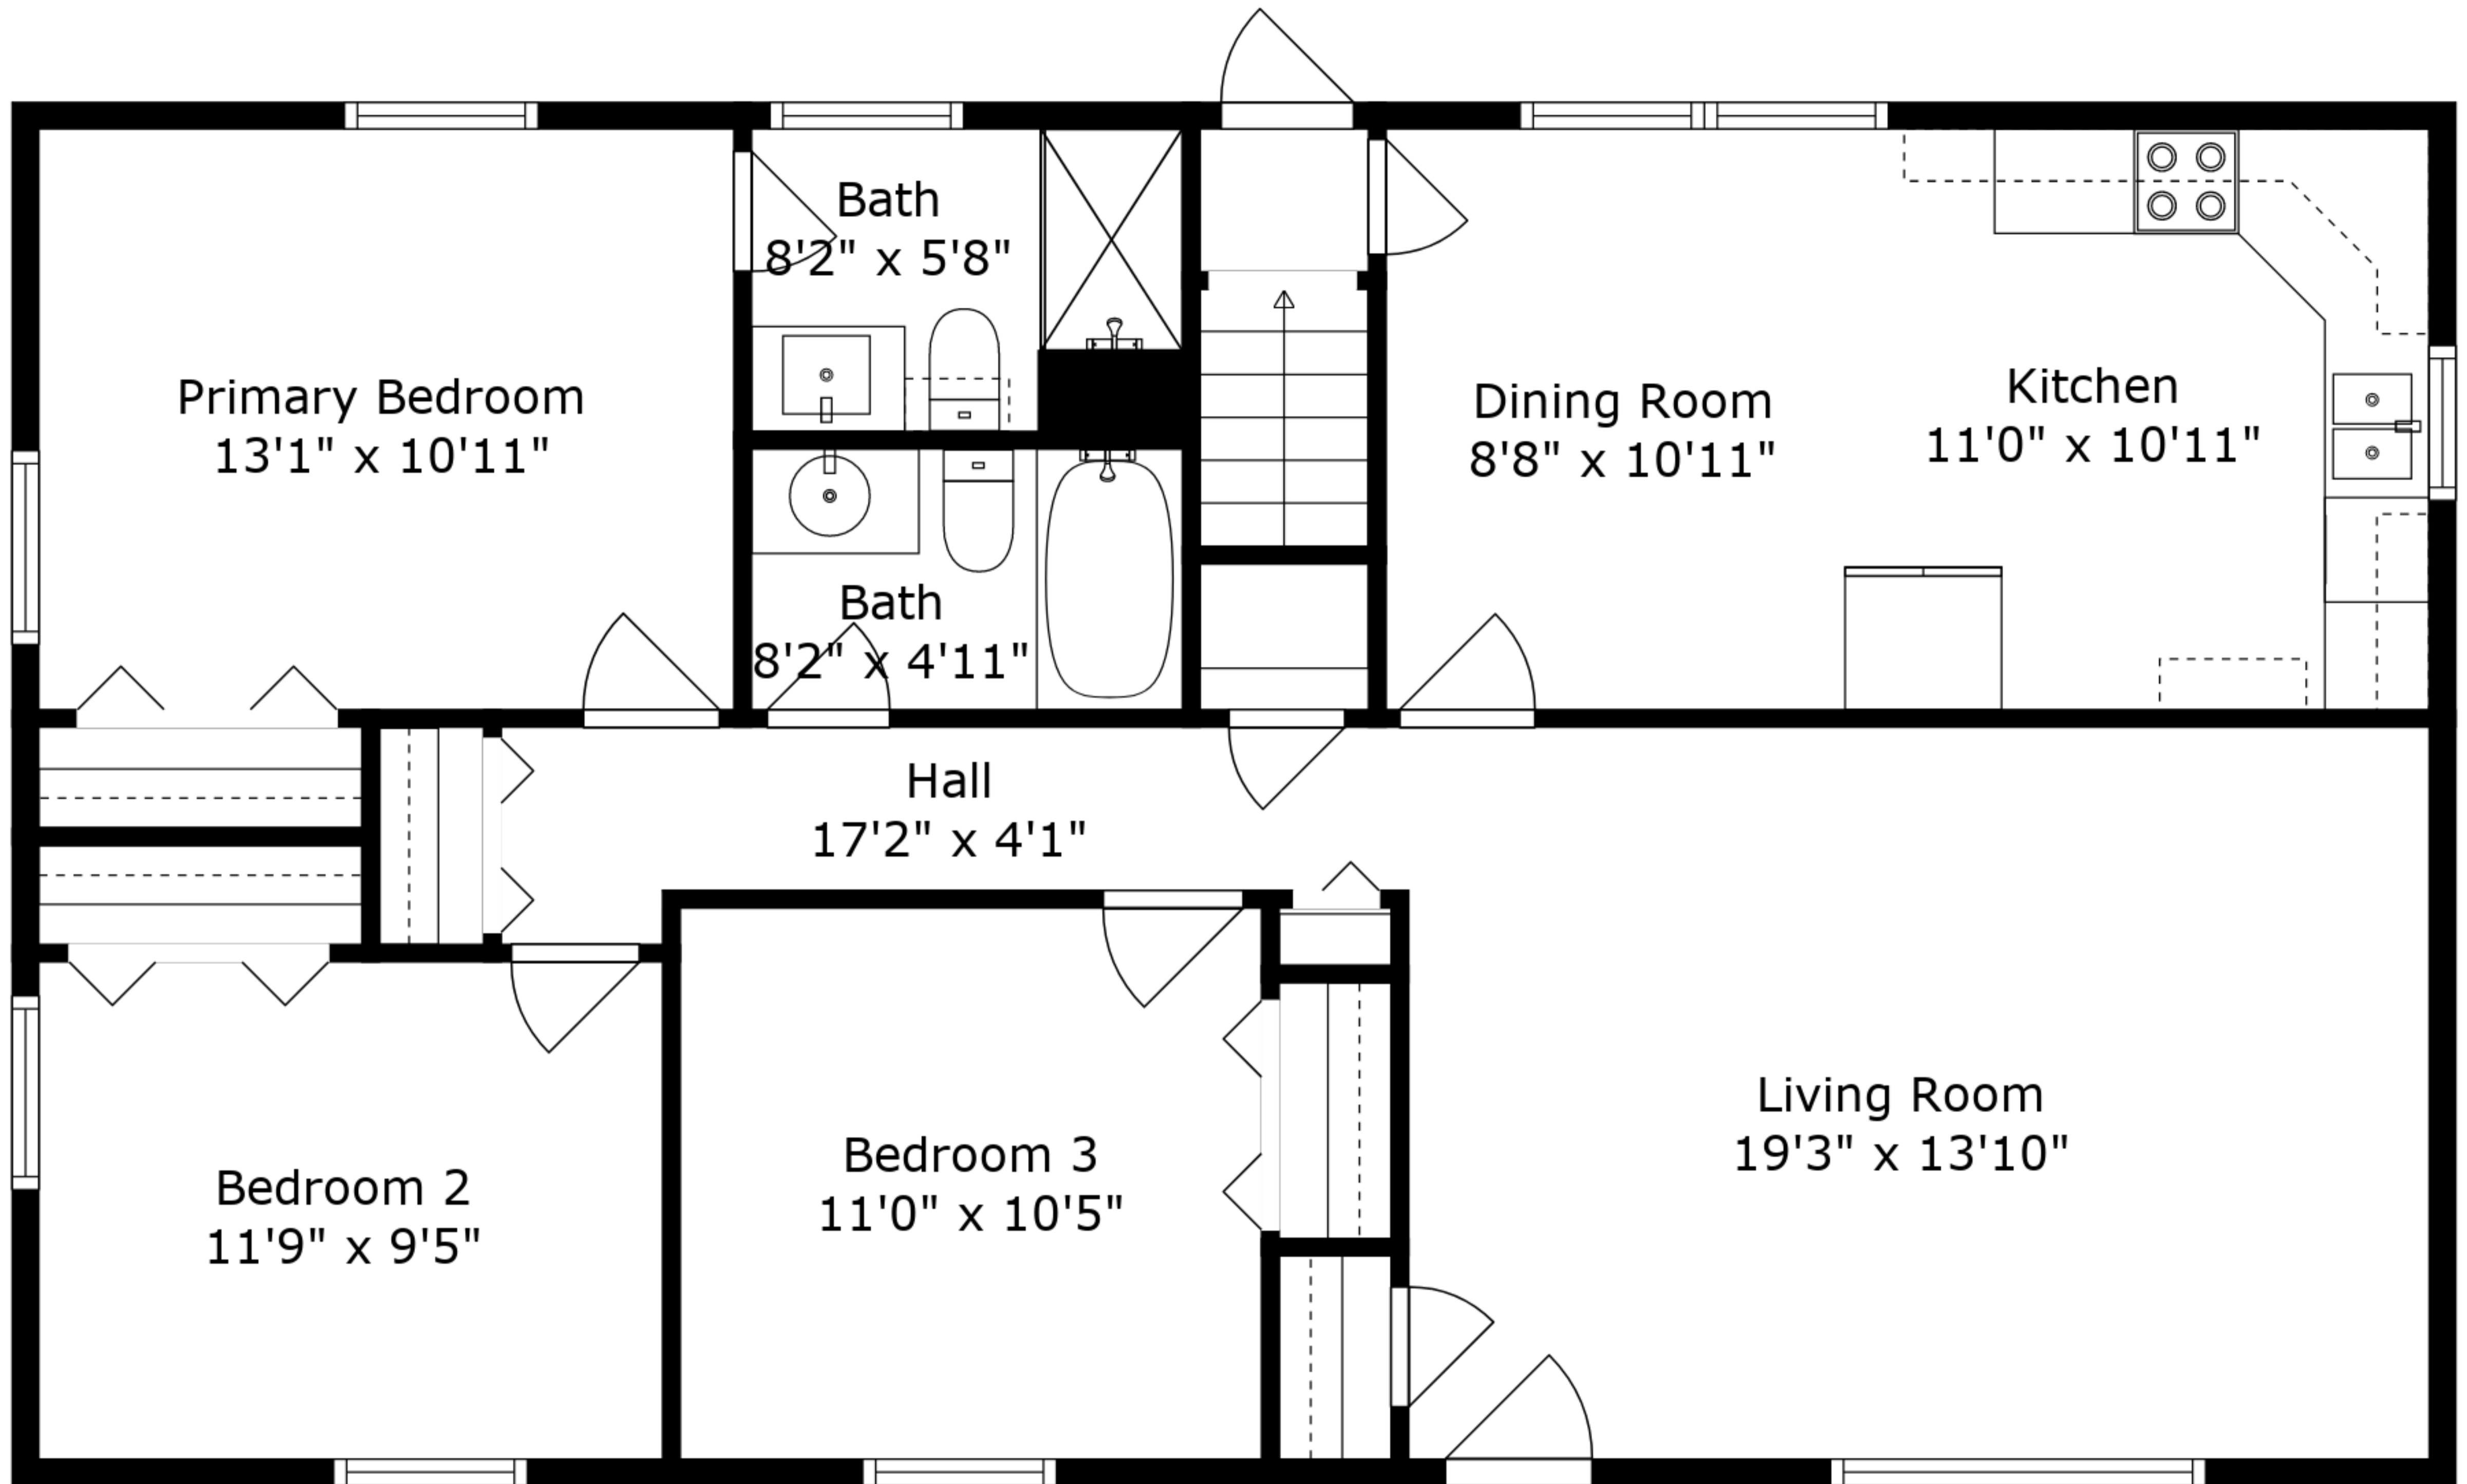 Bath
8'2" x 5'8"
Primary Bedroom
13'1" x 10'11"
Dining Room
8'8" x 10'11"
Kitchen
11'0" x 10'11"
Bath
8'2" x 4'11"
Hall
17'2" x 4'1"
Bedroom 2
11'9" x 9'5"
Bedroom 3
11'0" x 10'5"
Living Room
19'3" x 13'10"